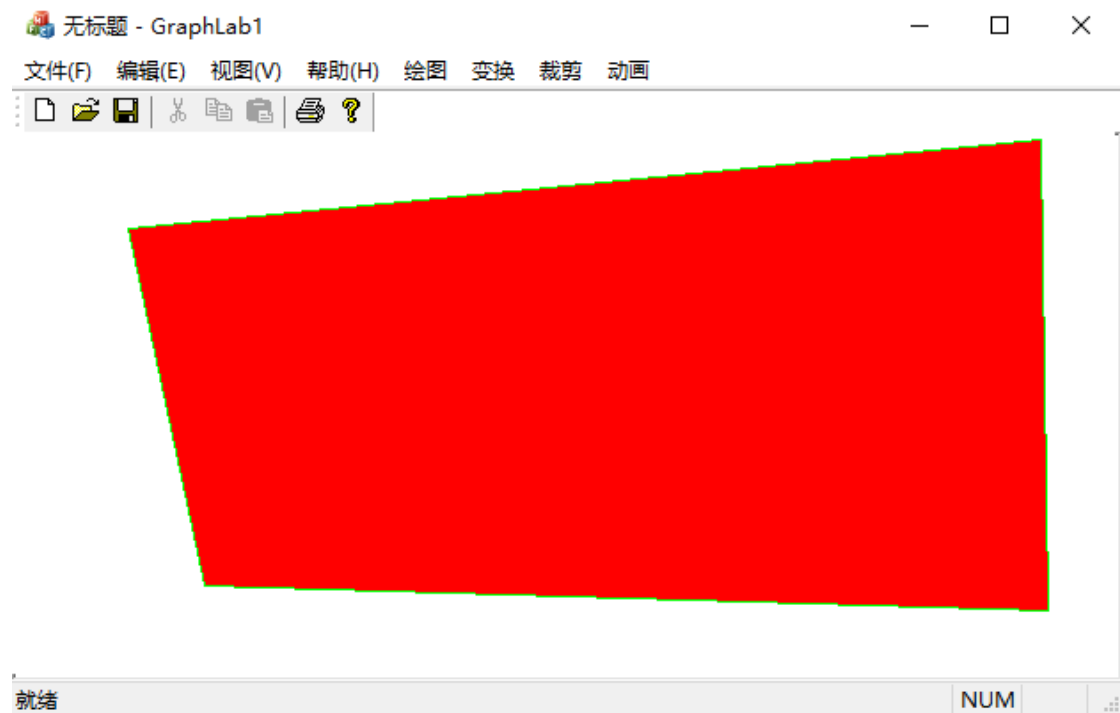 无标题 - GraphLab1
文件(F) 编辑(E) 视图(V) 帮助(H) 绘图 变换 裁剪 动画
就绪 NUM